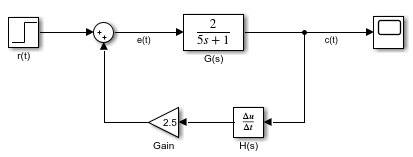 +
+
2
5s + 1
r(t)
e(t)
G(s)
c(t)
2.5
Δu
Δt
Gain
H(s)